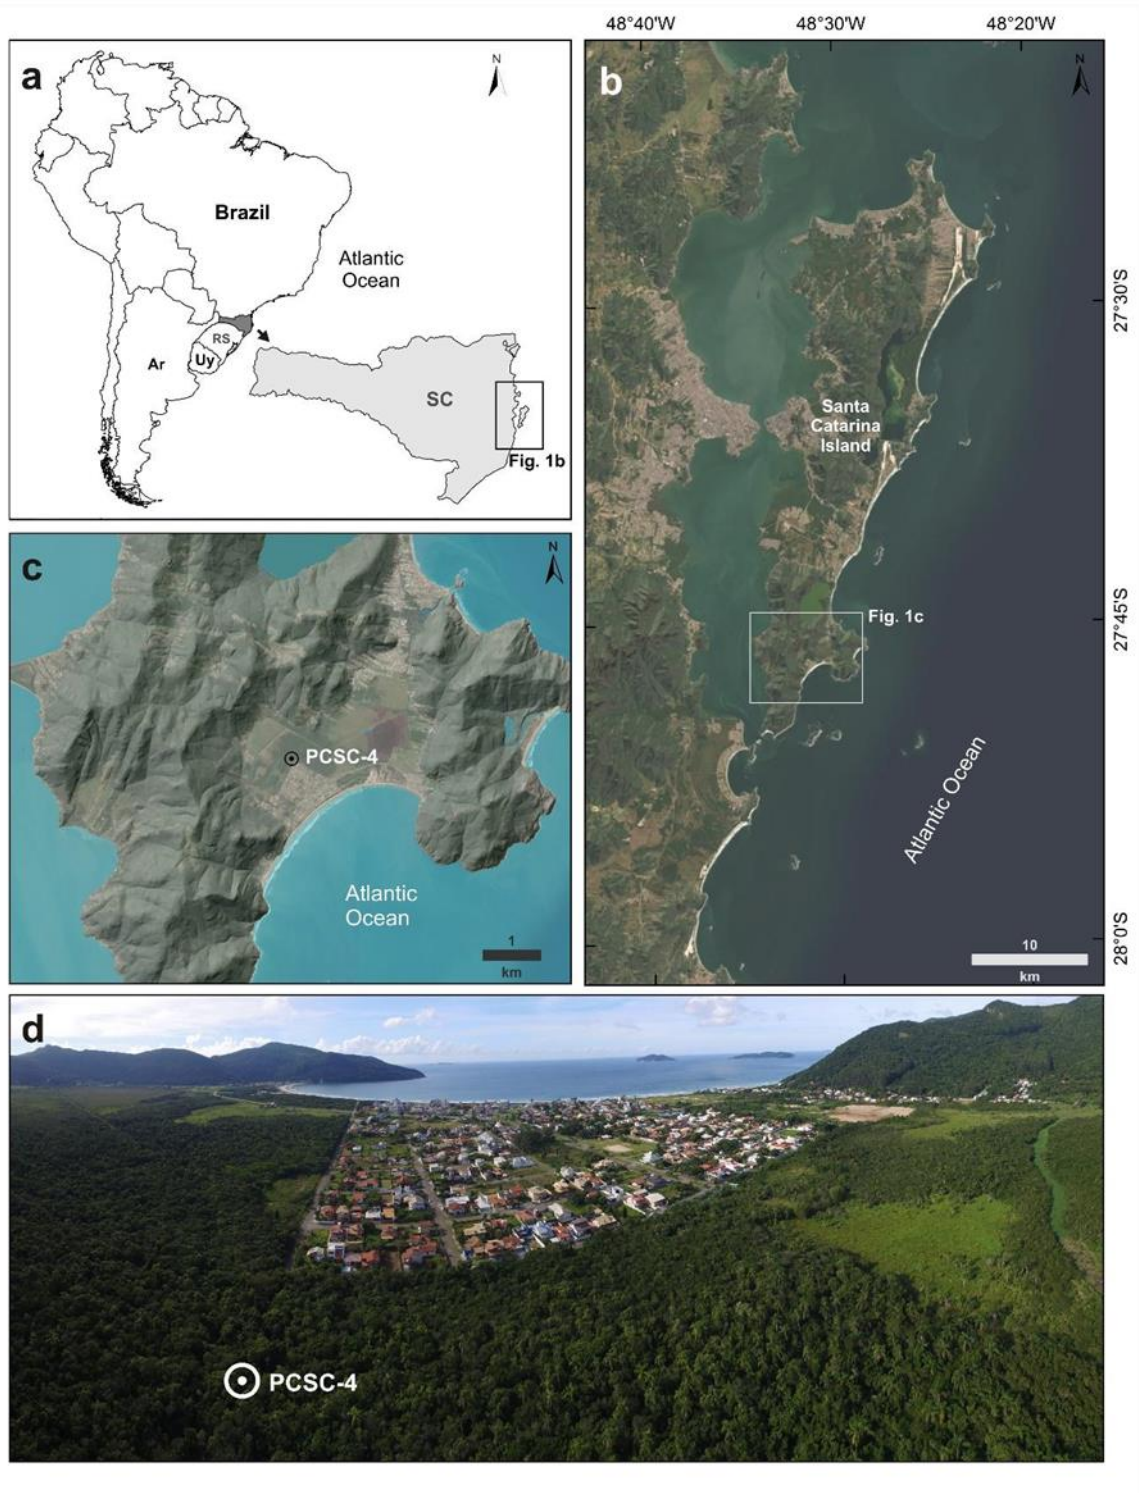 a
N
Brazil
Atlantic
Ocean
RS
Ar
Uy
SC
Fig. 1b
48°40'W
48°30'W
48°20'W
b
N
27°30'S
Santa
Catarina
Island
27°45'S
Fig. 1c
Atlantic Ocean
28°0'S
10
km
c
N
PCSC-4
Atlantic
Ocean
1
km
d
PCSC-4